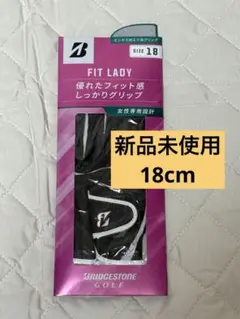 B
SIZE 18
FIT LADY
優れたフィット感
しっかりグリップ
女性専用設計
新品未使用
18cm
B
BRIDGESTONE
GOLF